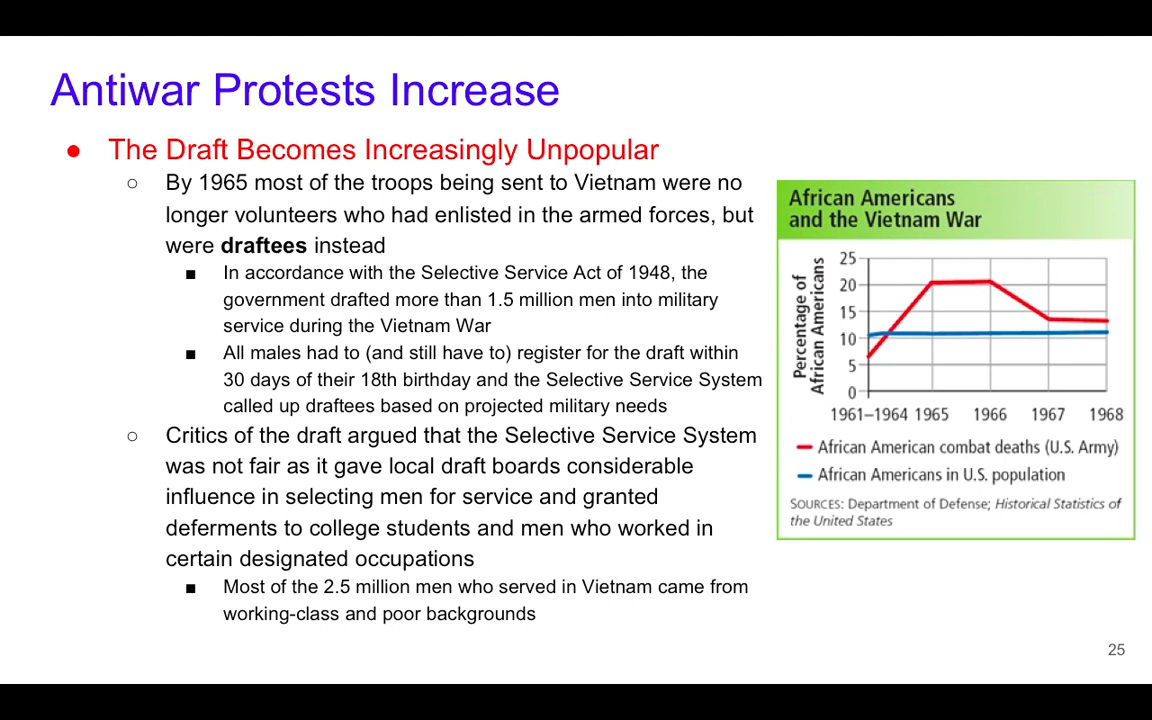 Antiwar Protests Increase
● The Draft Becomes Increasingly Unpopular
○ By 1965 most of the troops being sent to Vietnam were no
longer volunteers who had enlisted in the armed forces, but
were draftees instead
■ In accordance with the Selective Service Act of 1948, the
government drafted more than 1.5 million men into military
service during the Vietnam War
■ All males had to (and still have to) register for the draft within
30 days of their 18th birthday and the Selective Service System
called up draftees based on projected military needs
○ Critics of the draft argued that the Selective Service System
was not fair as it gave local draft boards considerable
influence in selecting men for service and granted
deferments to college students and men who worked in
certain designated occupations
■ Most of the 2.5 million men who served in Vietnam came from
working-class and poor backgrounds
African Americans
and the Vietnam War
Percentage of
African Americans
25
20
15
10
5
0
1961–1964 1965 1966 1967 1968
African American combat deaths (U.S. Army)
African Americans in U.S. population
SOURCES: Department of Defense; Historical Statistics of
the United States
25